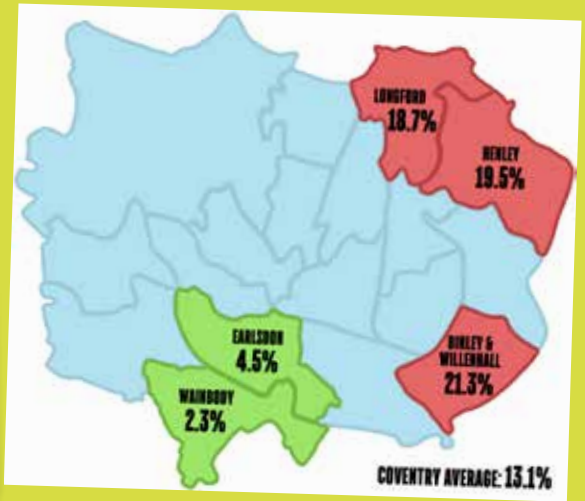 LONGFORD
18.7%
HENLEY
19.5%
EARLSDON
4.5%
BINLEY &
WILLENHALL
21.3%
WAINBODY
2.3%
COVENTRY AVERAGE: 13.1%